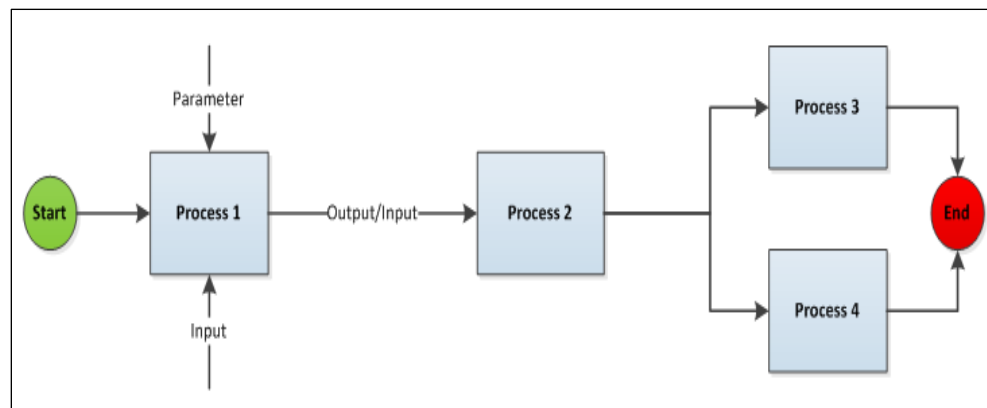 Parameter
Start
Process 1
Output/Input
Process 2
Process 3
End
Process 4
Input